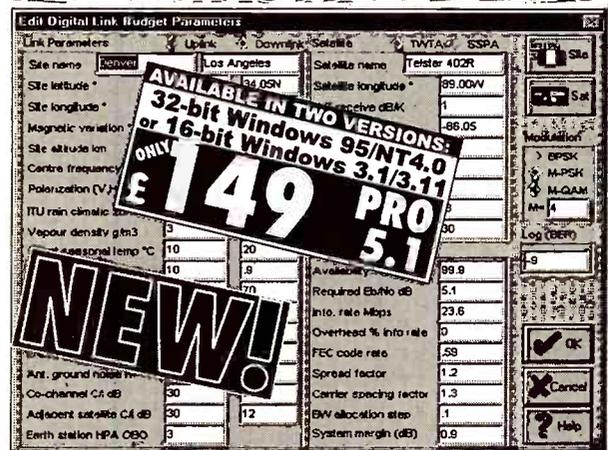 Edit Digital Link Budget Parameters
Link Parameters Uplink Downlink Satellite TWTA SSPA
Site name Denver Los Angeles Satellite name Telstar 402R Site
Site latitude ° 34.05N Satellite longitude ° 89.00W Sat
Site longitude ° receive dB/K 1
Magnetic variation ° -86.05
Site altitude km
Modulation
BPSK
M-PSK
M-QAM
M= 4
Centre frequency
Polarization (V,H
ITU rain climatic
Vapour density g/m3 3 30
Log (BER)
-9
temp °C 10 20
10 .9 Availability 99.9
70 Required Eb/No dB 5.1
Info. rate Mbps 23.6
Overhead % info rate 0
FEC code rate .59
Ant. ground noise Spread factor 1.2
Co-channel C/I dB 30 Carrier spacing factor 1.3
Adjacent satellite C/I dB 30 12 BW allocation step .1
Earth station HPA OBO 3 System margin (dB) 0.9
OK
Cancel
Help
AVAILABLE IN TWO VERSIONS:
32-bit Windows 95/NT4.0
or 16-bit Windows 3.1/3.11
ONLY
£149 PRO
5.1
NEW!